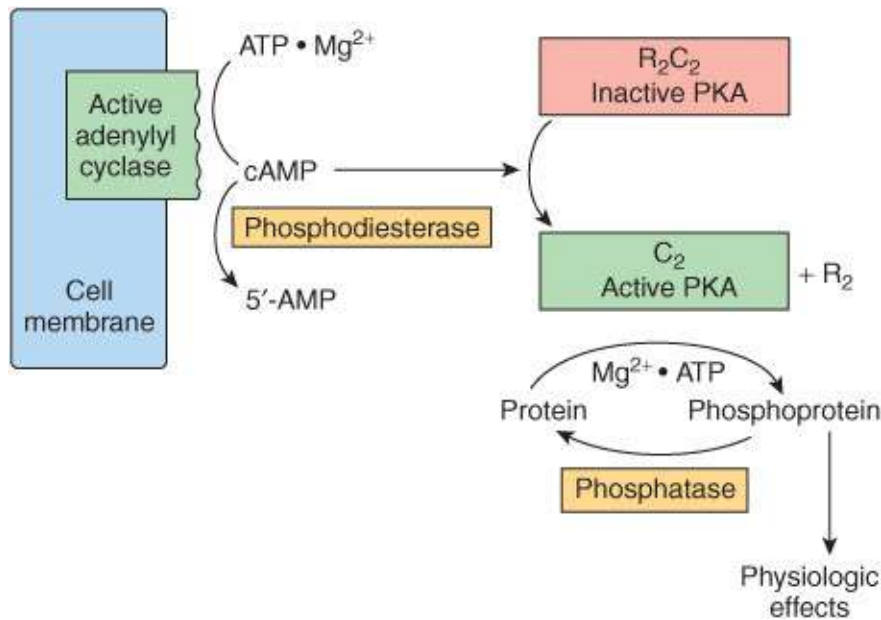 ATP • Mg²⁺
Active
adenylyl
cyclase
cAMP
Phosphodiesterase
5′-AMP
Cell
membrane
R₂C₂
Inactive PKA
C₂
Active PKA
+ R₂
Mg²⁺ • ATP
Protein
Phosphoprotein
Phosphatase
Physiologic
effects